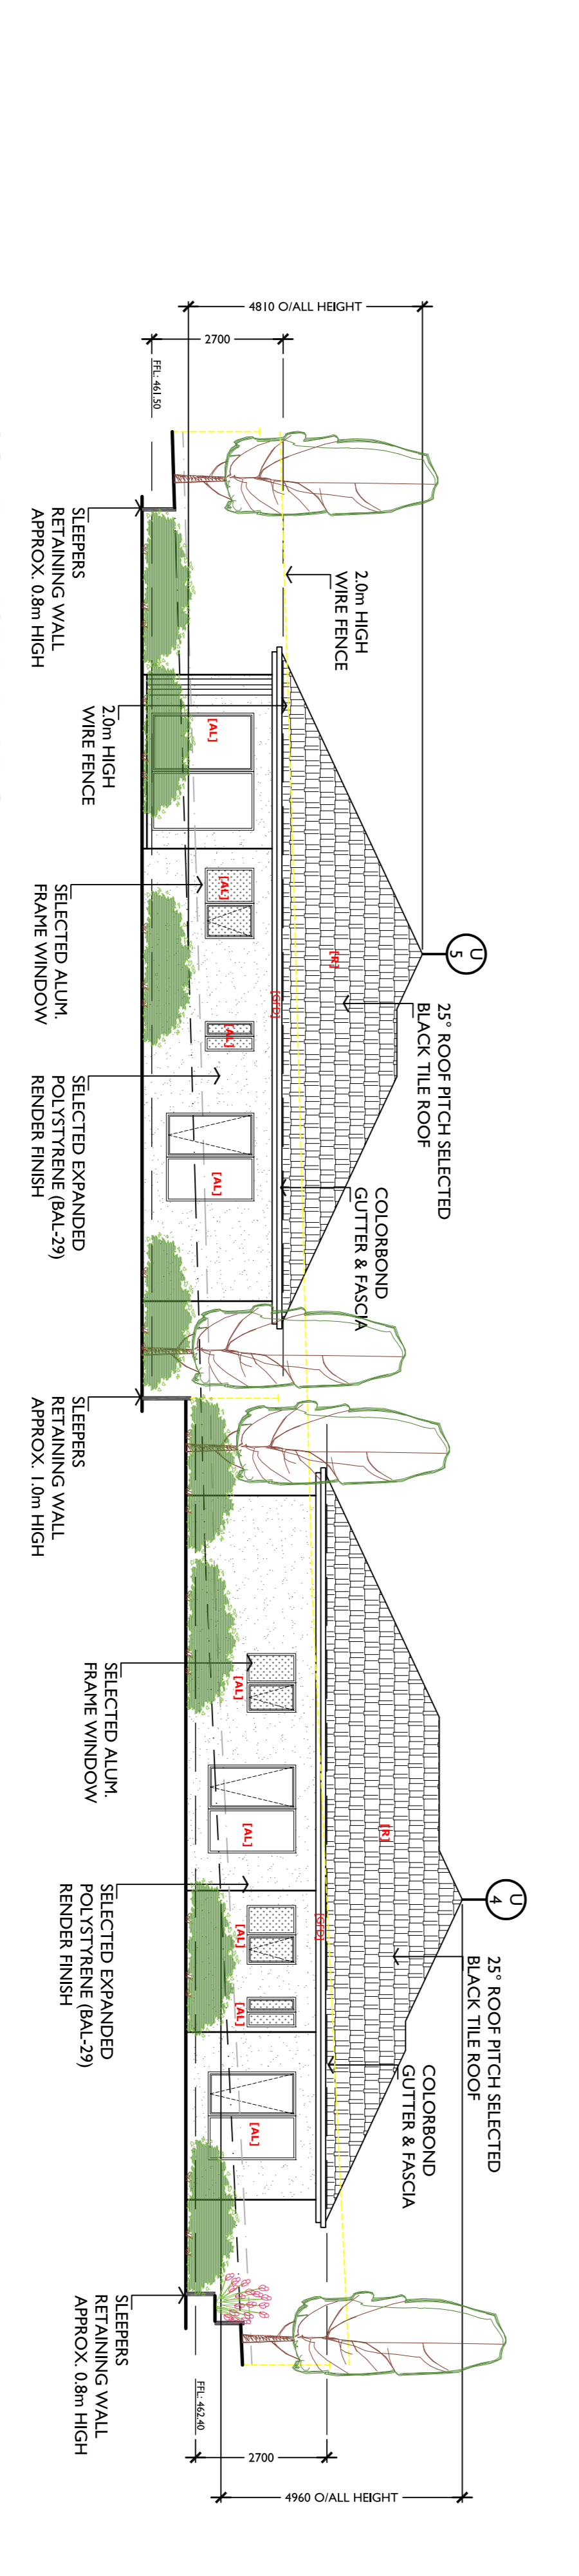 4810 O/ALL HEIGHT
2700
FFL: 461.50
SLEEPERS
RETAINING WALL
APPROX. 0.8m HIGH
2.0m HIGH
WIRE FENCE
2.0m HIGH
WIRE FENCE
[AL]
SELECTED ALUM.
FRAME WINDOW
[AL]
U
5
[R]
25° ROOF PITCH SELECTED
BLACK TILE ROOF
[GFD]
[AL]
SELECTED EXPANDED
POLYSTYRENE (BAL-29)
RENDER FINISH
[AL]
COLORBOND
GUTTER & FASCIA
SLEEPERS
RETAINING WALL
APPROX. 1.0m HIGH
SELECTED ALUM.
FRAME WINDOW
[AL]
[AL]
[R]
U
4
SELECTED EXPANDED
POLYSTYRENE (BAL-29)
RENDER FINISH
[GFD]
[AL]
[AL]
25° ROOF PITCH SELECTED
BLACK TILE ROOF
COLORBOND
GUTTER & FASCIA
[AL]
SLEEPERS
RETAINING WALL
APPROX. 0.8m HIGH
FFL: 462.40
2700
4960 O/ALL HEIGHT